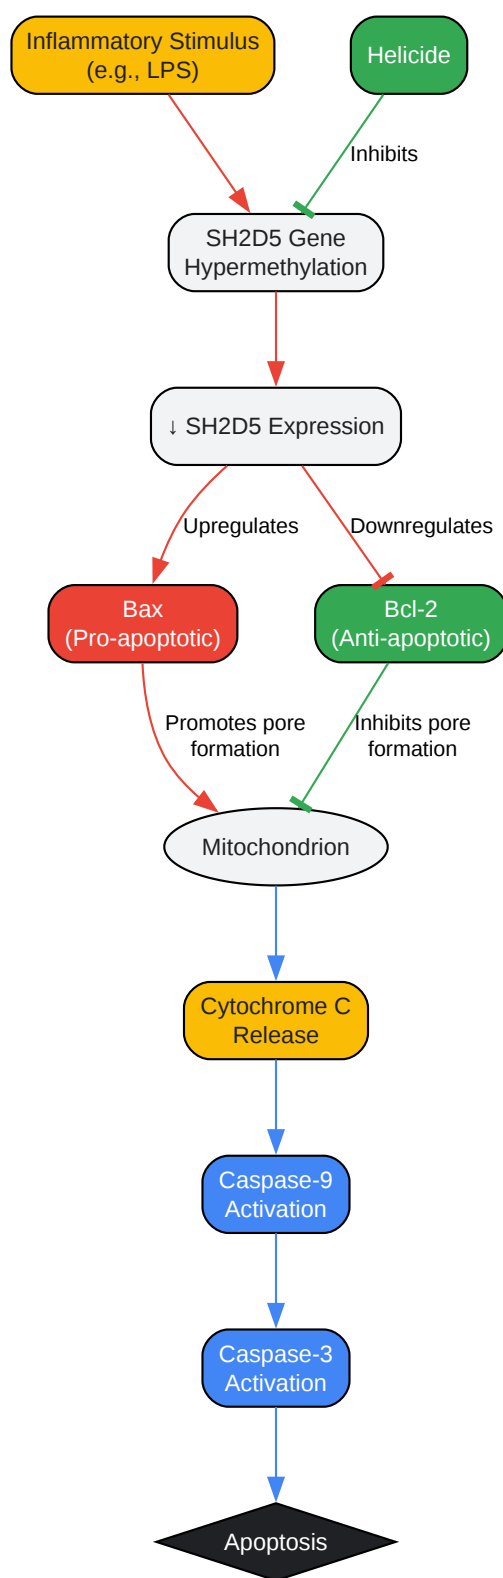 Inflammatory Stimulus
(e.g., LPS)
Helicide
Inhibits
SH2D5 Gene
Hypermethylation
↓ SH2D5 Expression
Upregulates
Downregulates
Bax
(Pro-apoptotic)
Bcl-2
(Anti-apoptotic)
Promotes pore
formation
Inhibits pore
formation
Mitochondrion
Cytochrome C
Release
Caspase-9
Activation
Caspase-3
Activation
Apoptosis